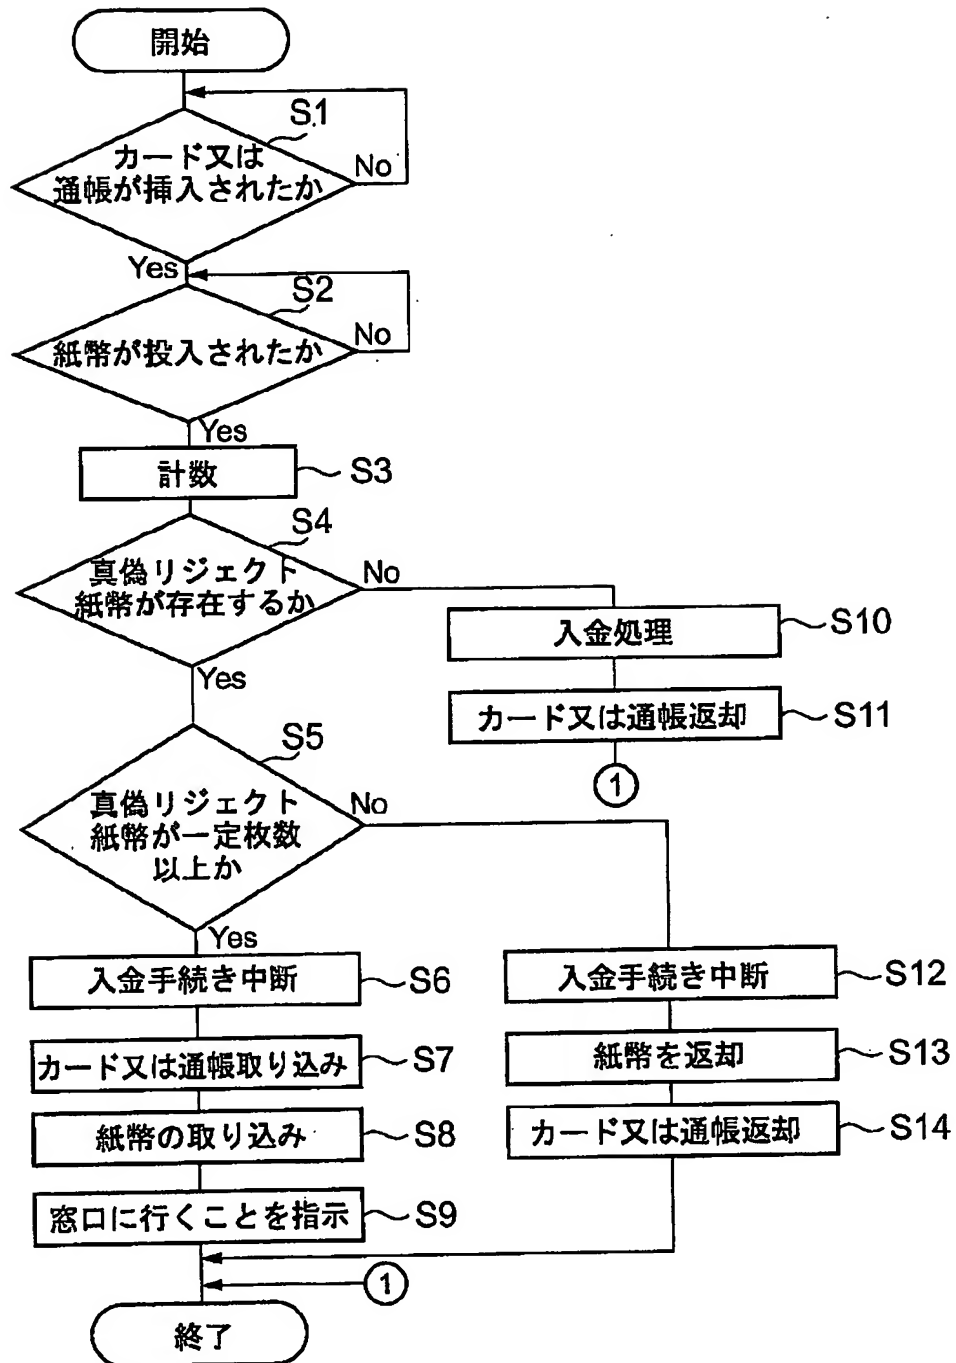 開始
S1
カード又は
通帳が挿入されたか
No
Yes
S2
紙幣が投入されたか
No
Yes
計数
S3
S4
真偽リジェクト
紙幣が存在するか
No
Yes
入金処理
S10
カード又は通帳返却
S11
1
S5
真偽リジェクト
紙幣が一定枚数
以上か
No
Yes
入金手続き中断
S6
カード又は通帳取り込み
S7
紙幣の取り込み
S8
窓口に行くことを指示
S9
入金手続き中断
S12
紙幣を返却
S13
カード又は通帳返却
S14
1
終了